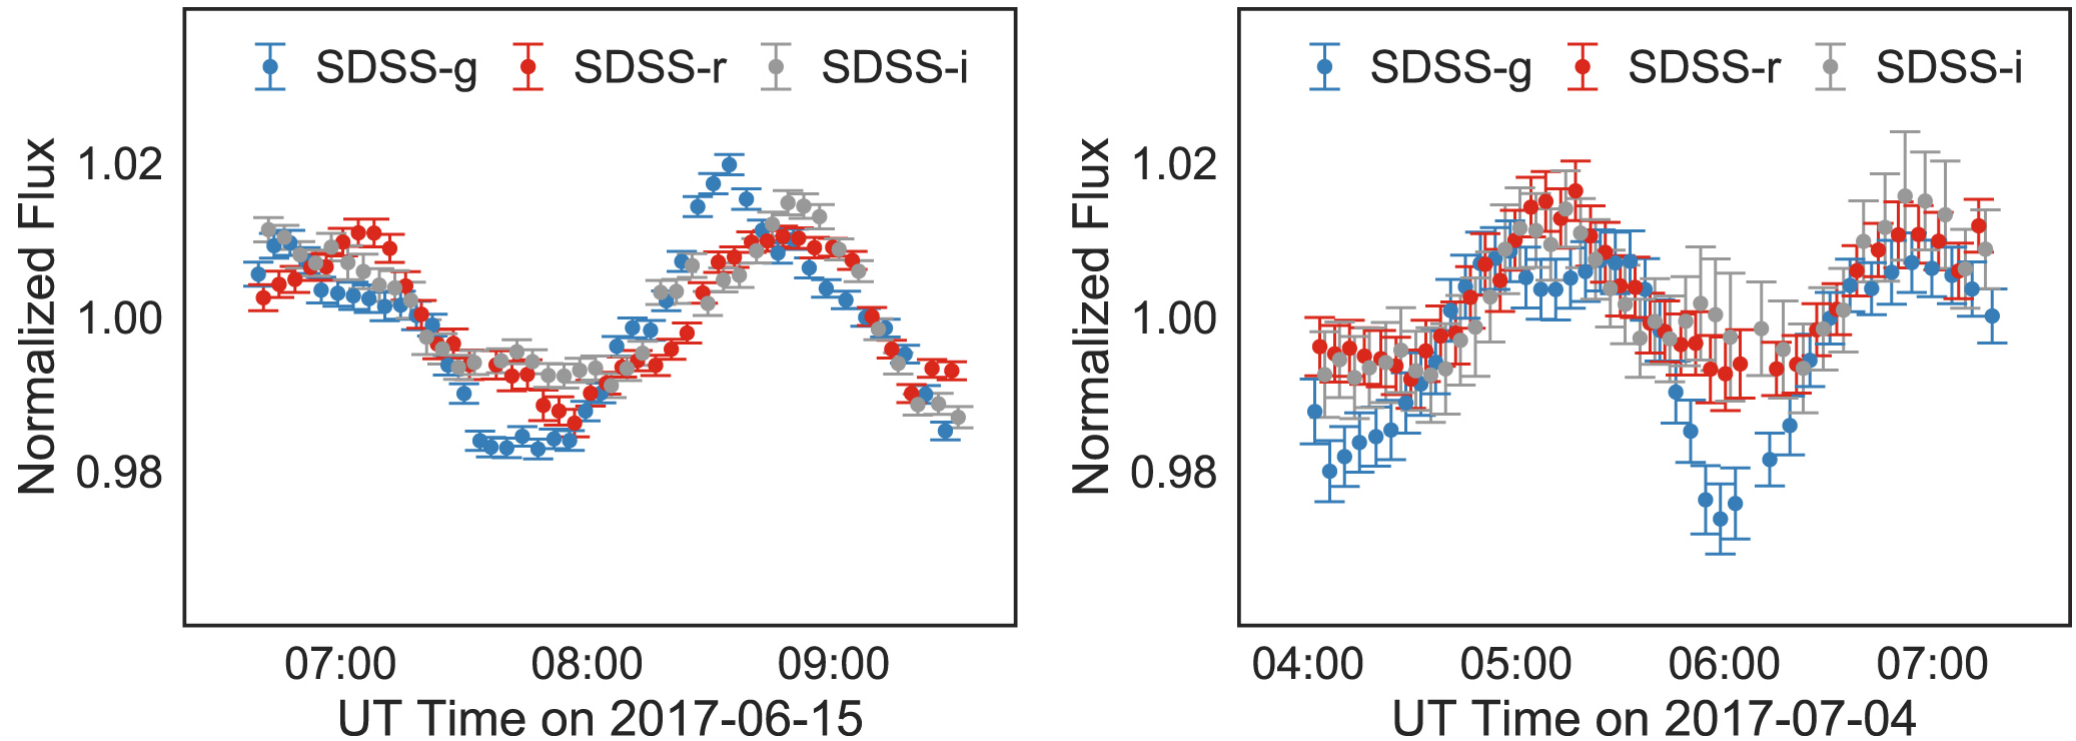 SDSS-g SDSS-r SDSS-i
Normalized Flux
1.02
1.00
0.98
07:00 08:00 09:00
UT Time on 2017-06-15
SDSS-g SDSS-r SDSS-i
Normalized Flux
1.02
1.00
0.98
04:00 05:00 06:00 07:00
UT Time on 2017-07-04